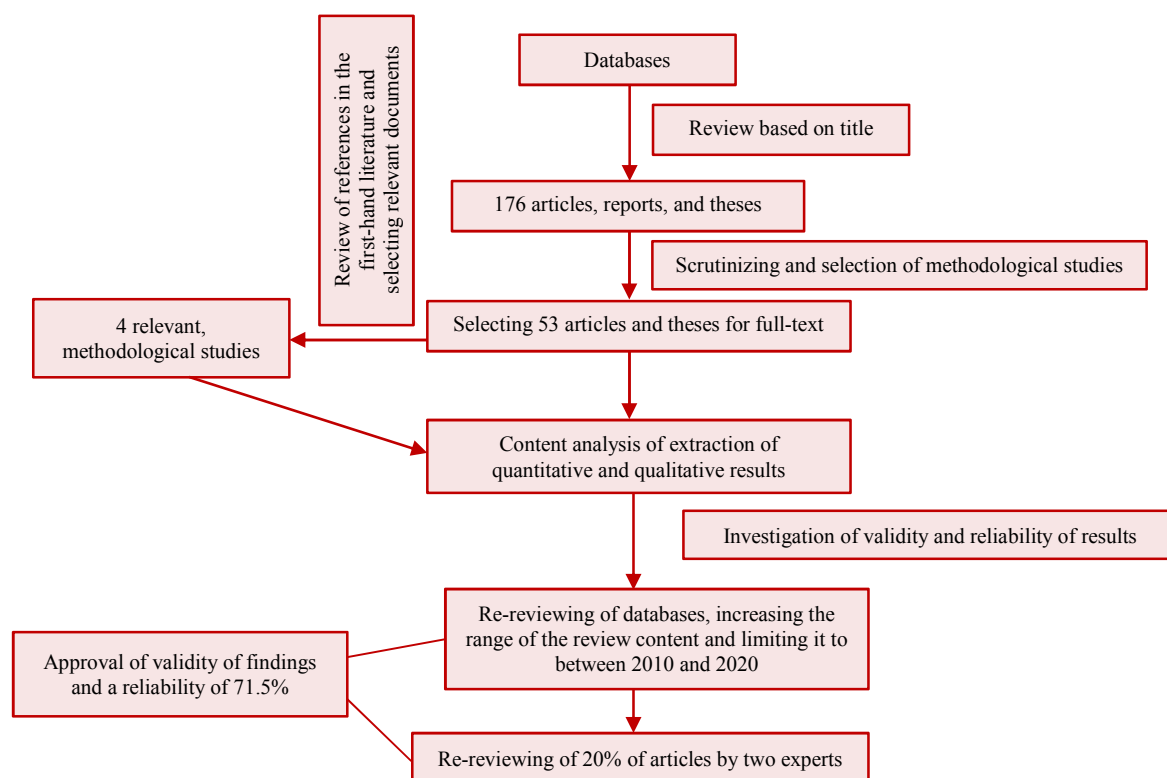 Databases
Review of references in the
first-hand literature and
selecting relevant documents
Review based on title
176 articles, reports, and theses
Scrutinizing and selection of methodological studies
Selecting 53 articles and theses for full-text
4 relevant,
methodological studies
Content analysis of extraction of
quantitative and qualitative results
Investigation of validity and reliability of results
Re-reviewing of databases, increasing the
range of the review content and limiting it to
between 2010 and 2020
Approval of validity of findings
and a reliability of 71.5%
Re-reviewing of 20% of articles by two experts